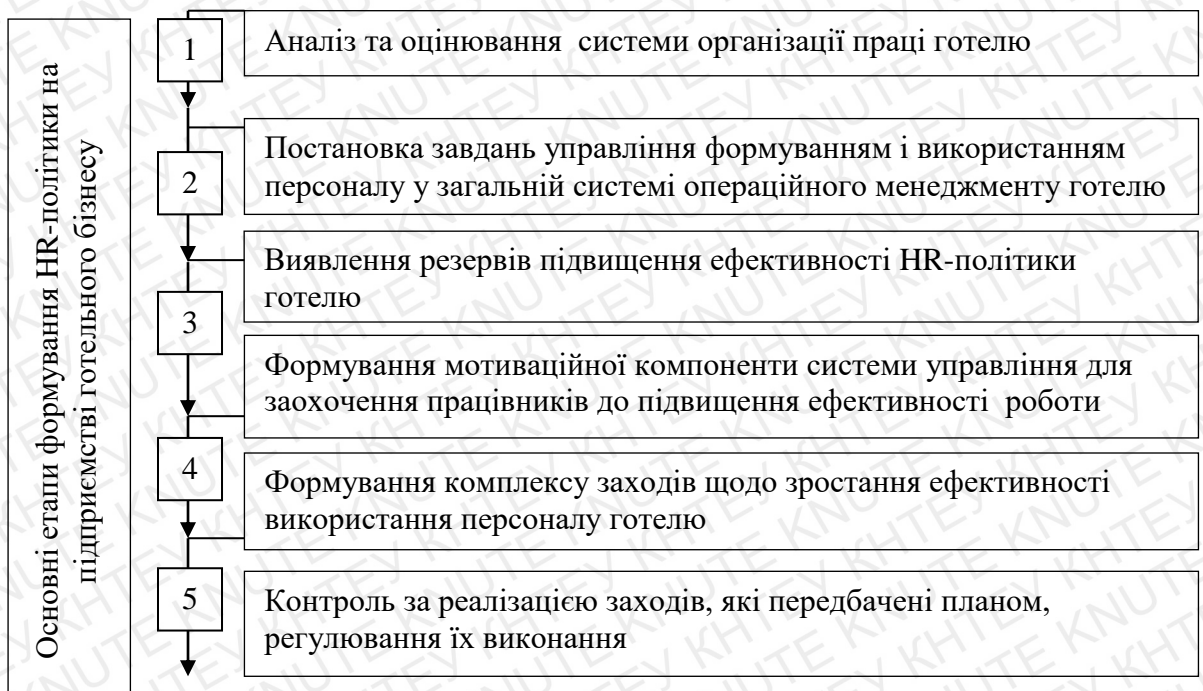 Основні етапи формування HR-політики на
підприємстві готельного бізнесу
1
Аналіз та оцінювання системи організації праці готелю
2
Постановка завдань управління формуванням і використанням
персоналу у загальній системі операційного менеджменту готелю
3
Виявлення резервів підвищення ефективності HR-політики
готелю
Формування мотиваційної компоненти системи управління для
заохочення працівників до підвищення ефективності роботи
4
Формування комплексу заходів щодо зростання ефективності
використання персоналу готелю
5
Контроль за реалізацією заходів, які передбачені планом,
регулювання їх виконання